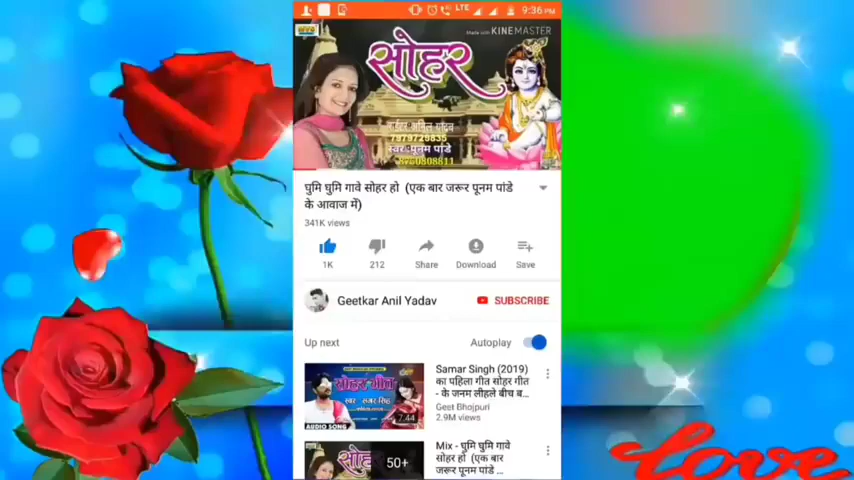 LTE 9:36 PM
Made with KINEMASTER
सोहर
अनिल यादव
7979725835
स्वर पूनम पांडे
8750808811
घुमि घुमि गावे सोहर हो (एक बार जरूर पूनम पांडे
के आवाज में)
341K views
1K 212 Share Download Save
Geetkar Anil Yadav SUBSCRIBE
Up next Autoplay
सोहर गीत
स्वर : समर सिंह
AUDIO SONG 7:44
Samar Singh (2019)
का पहिला गीत सोहर गीत
- के जनम लीहले बीच ब...
Geet Bhojpuri
2.9M views
50+
Mix - घुमि घुमि गावे
सोहर हो (एक बार
जरूर पूनम पांडे ...
love